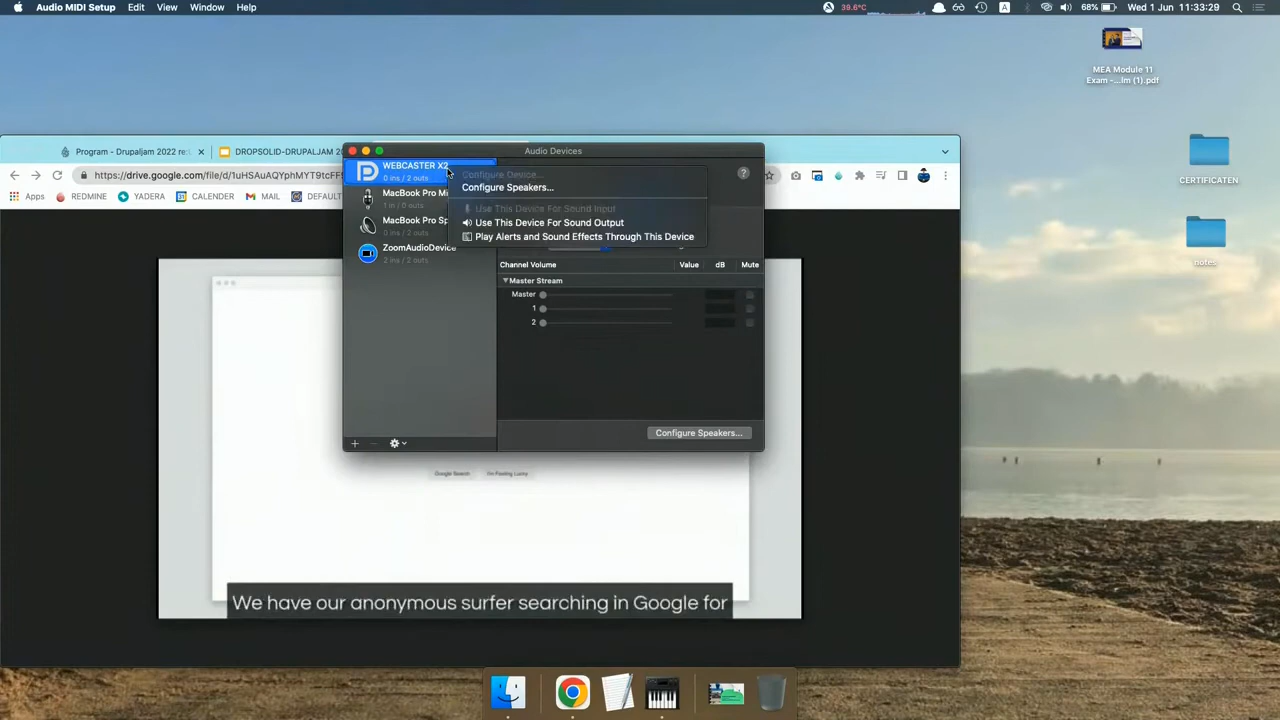 Audio MIDI Setup Edit View Window Help
39.6°C 68% Wed 1 Jun 11:33:29
MEA Module 11
Exam -...lm (1).pdf
CERTIFICATEN
notes
Program - Drupaljam 2022 re:
DROPSOLID-DRUPALJAM 20
https://drive.google.com/file/d/1uHSAuAQYphMYT9tcFF
Apps REDMINE YADERA CALENDER MAIL DEFAULT
Audio Devices
WEBCASTER X2
0 ins / 2 outs
MacBook Pro Mi
1 in / 0 outs
MacBook Pro Sp
0 ins / 2 outs
ZoomAudioDevice
2 ins / 2 outs
Configure Device...
Configure Speakers...
Use This Device For Sound Input
Use This Device For Sound Output
Play Alerts and Sound Effects Through This Device
Channel Volume Value dB Mute
Master Stream
Master
1
2
Configure Speakers...
Google Search I'm Feeling Lucky
We have our anonymous surfer searching in Google for